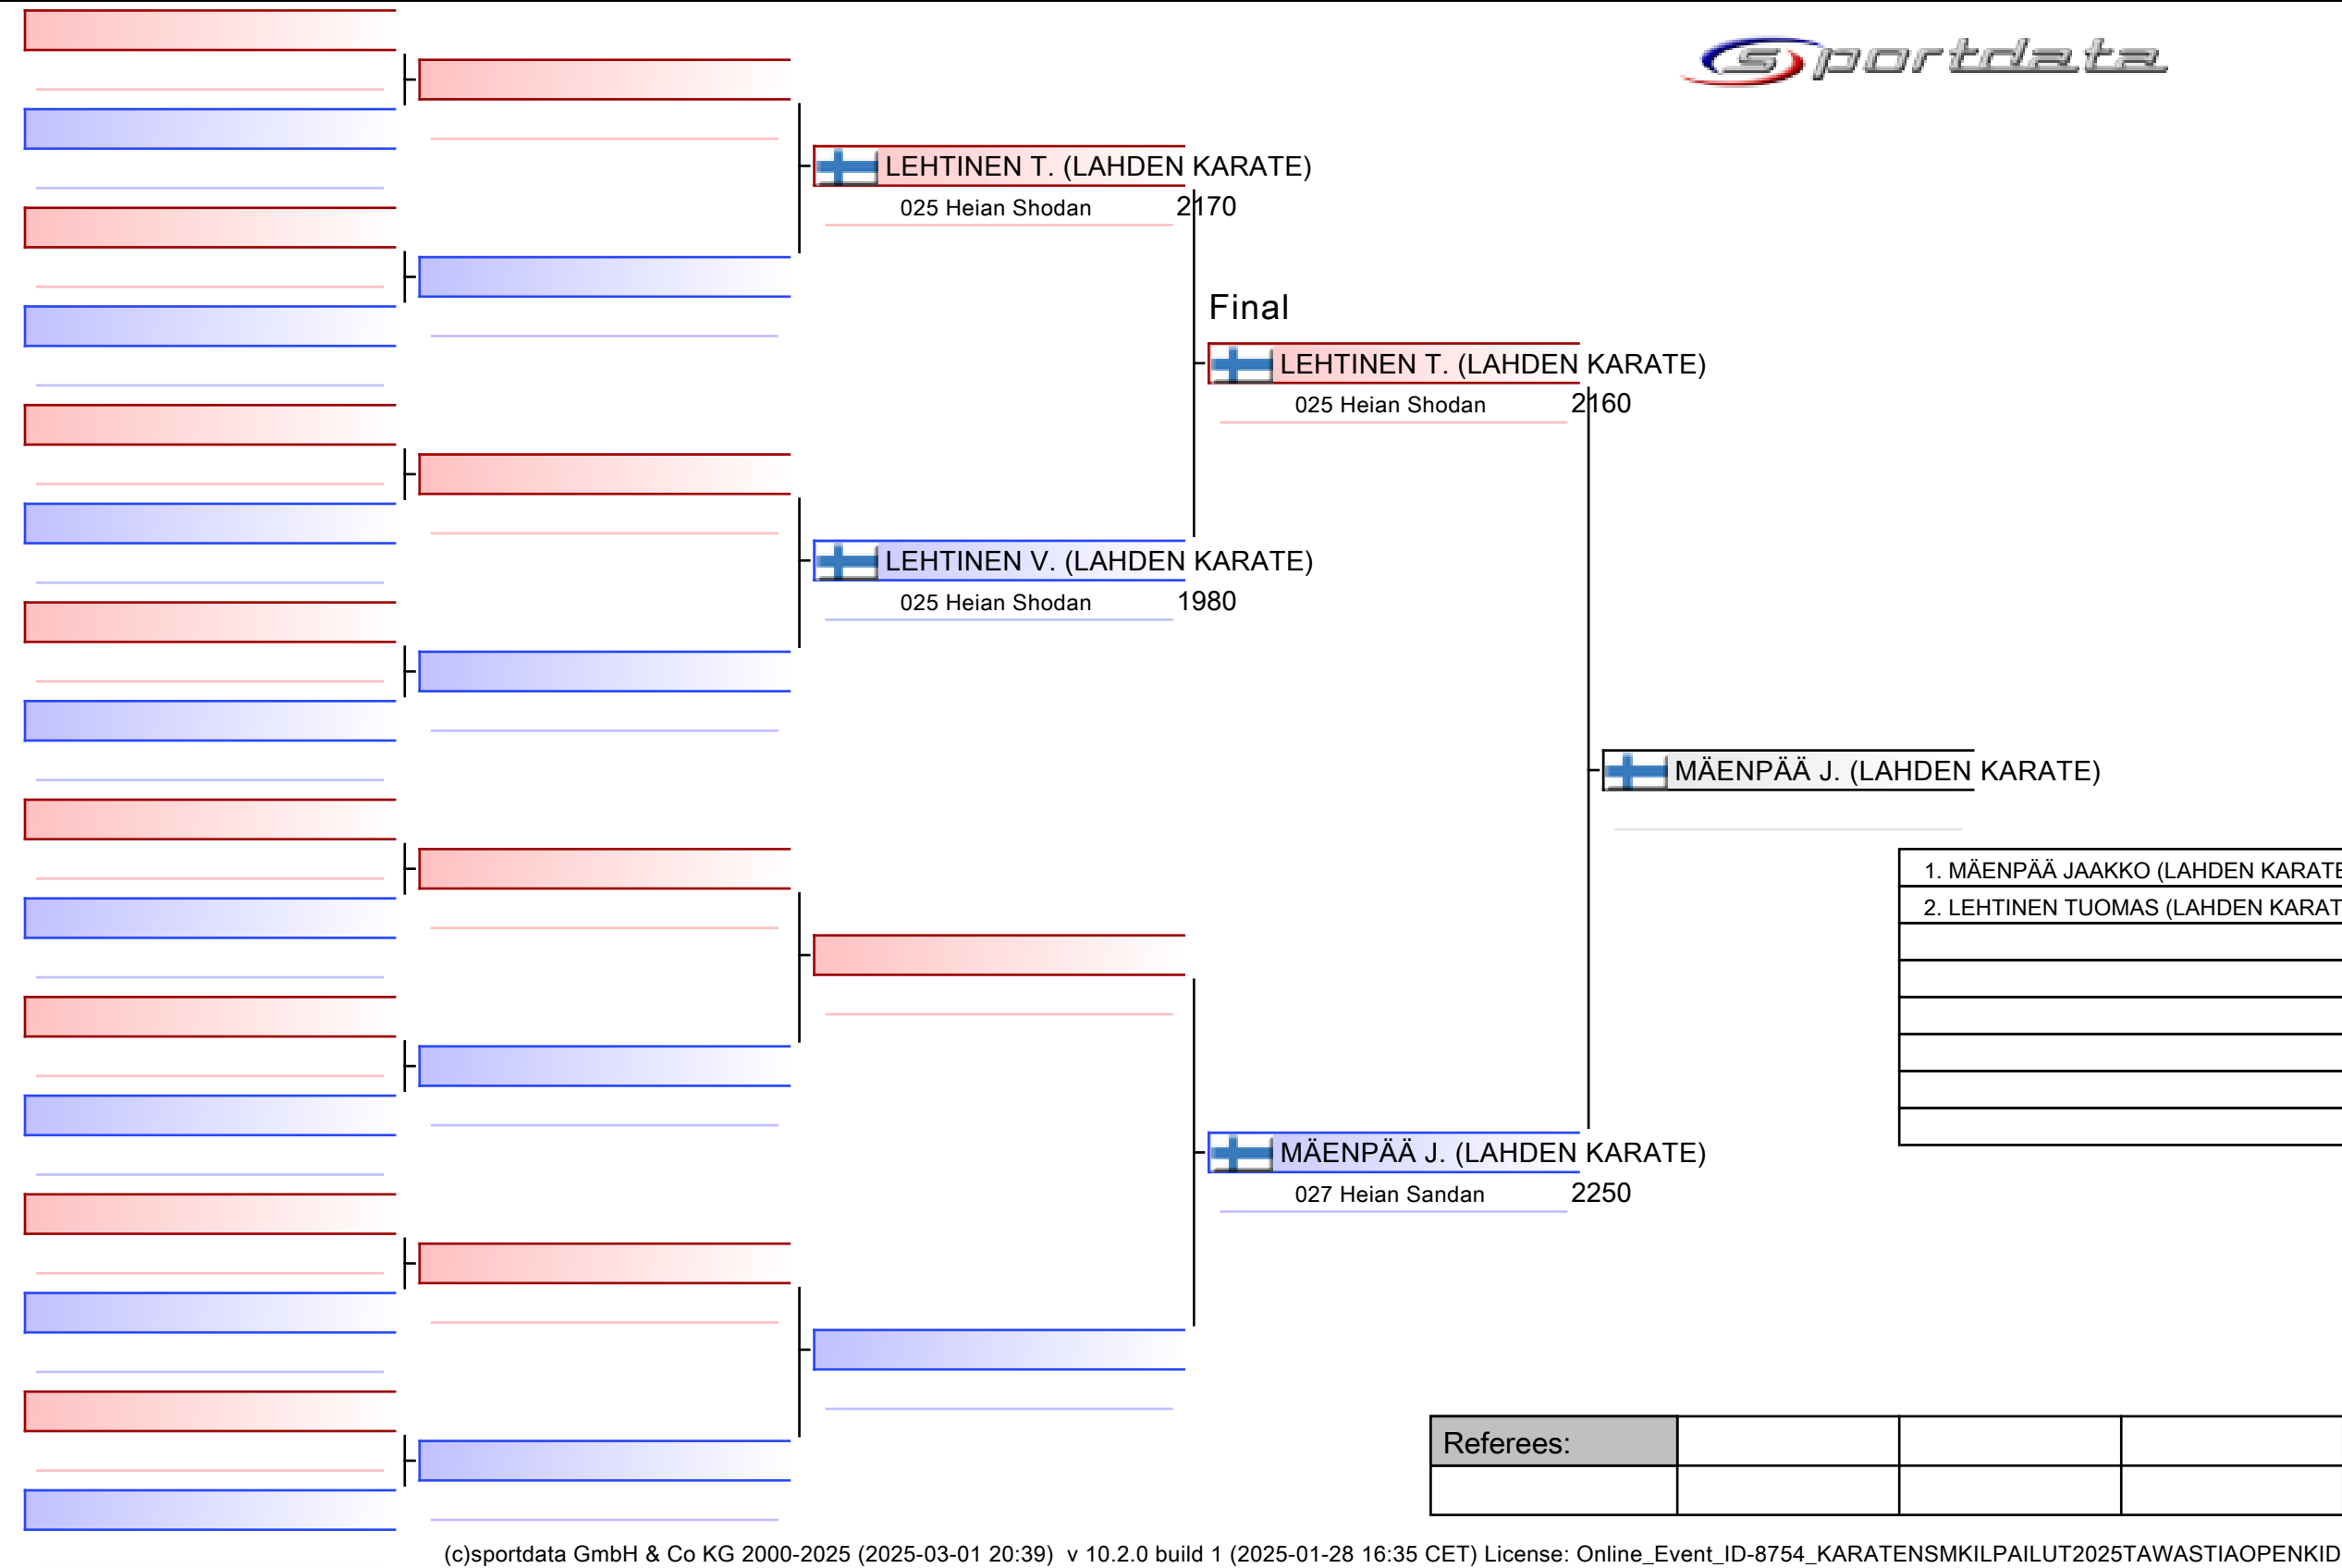 sportdata
LEHTINEN T. (LAHDEN KARATE)
025 Heian Shodan 2170
Final
LEHTINEN T. (LAHDEN KARATE)
025 Heian Shodan 2160
LEHTINEN V. (LAHDEN KARATE)
025 Heian Shodan 1980
MÄENPÄÄ J. (LAHDEN KARATE)
1. MÄENPÄÄ JAAKKO (LAHDEN KARATE
2. LEHTINEN TUOMAS (LAHDEN KARAT
MÄENPÄÄ J. (LAHDEN KARATE)
027 Heian Sandan 2250
Referees:
(c)sportdata GmbH & Co KG 2000-2025 (2025-03-01 20:39) v 10.2.0 build 1 (2025-01-28 16:35 CET) License: Online_Event_ID-8754_KARATENSMKILPAILUT2025TAWASTIAOPENKID